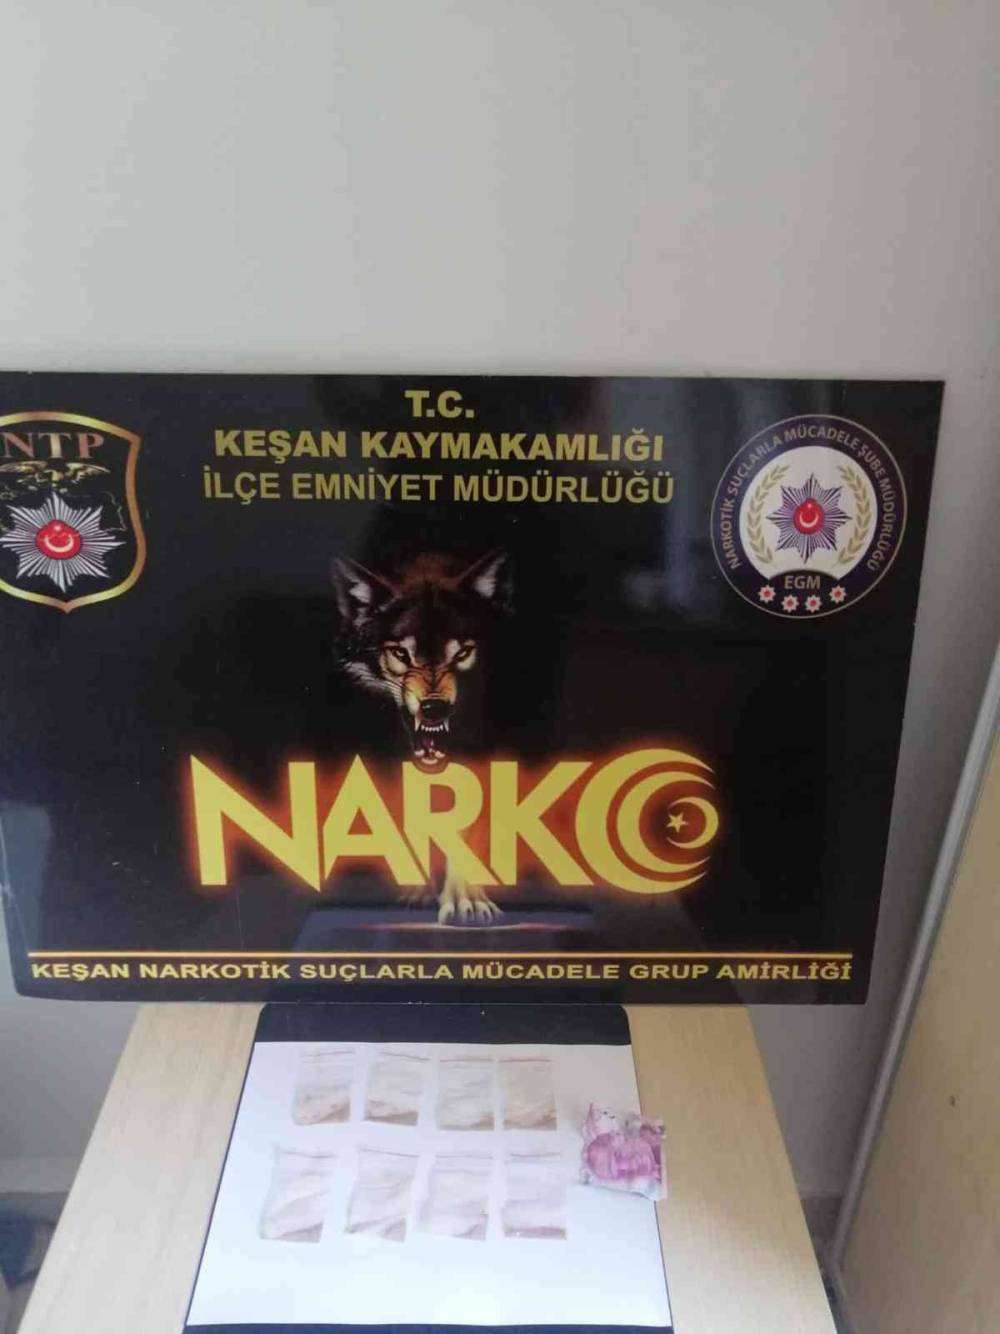 T.C.
KEŞAN KAYMAKAMLIĞI
İLÇE EMNİYET MÜDÜRLÜĞÜ
NTP
NARKOTİK SUÇLARLA MÜCADELE ŞUBE MÜDÜRLÜĞÜ
EGM
NARKO
KEŞAN NARKOTİK SUÇLARLA MÜCADELE GRUP AMİRLİĞİ